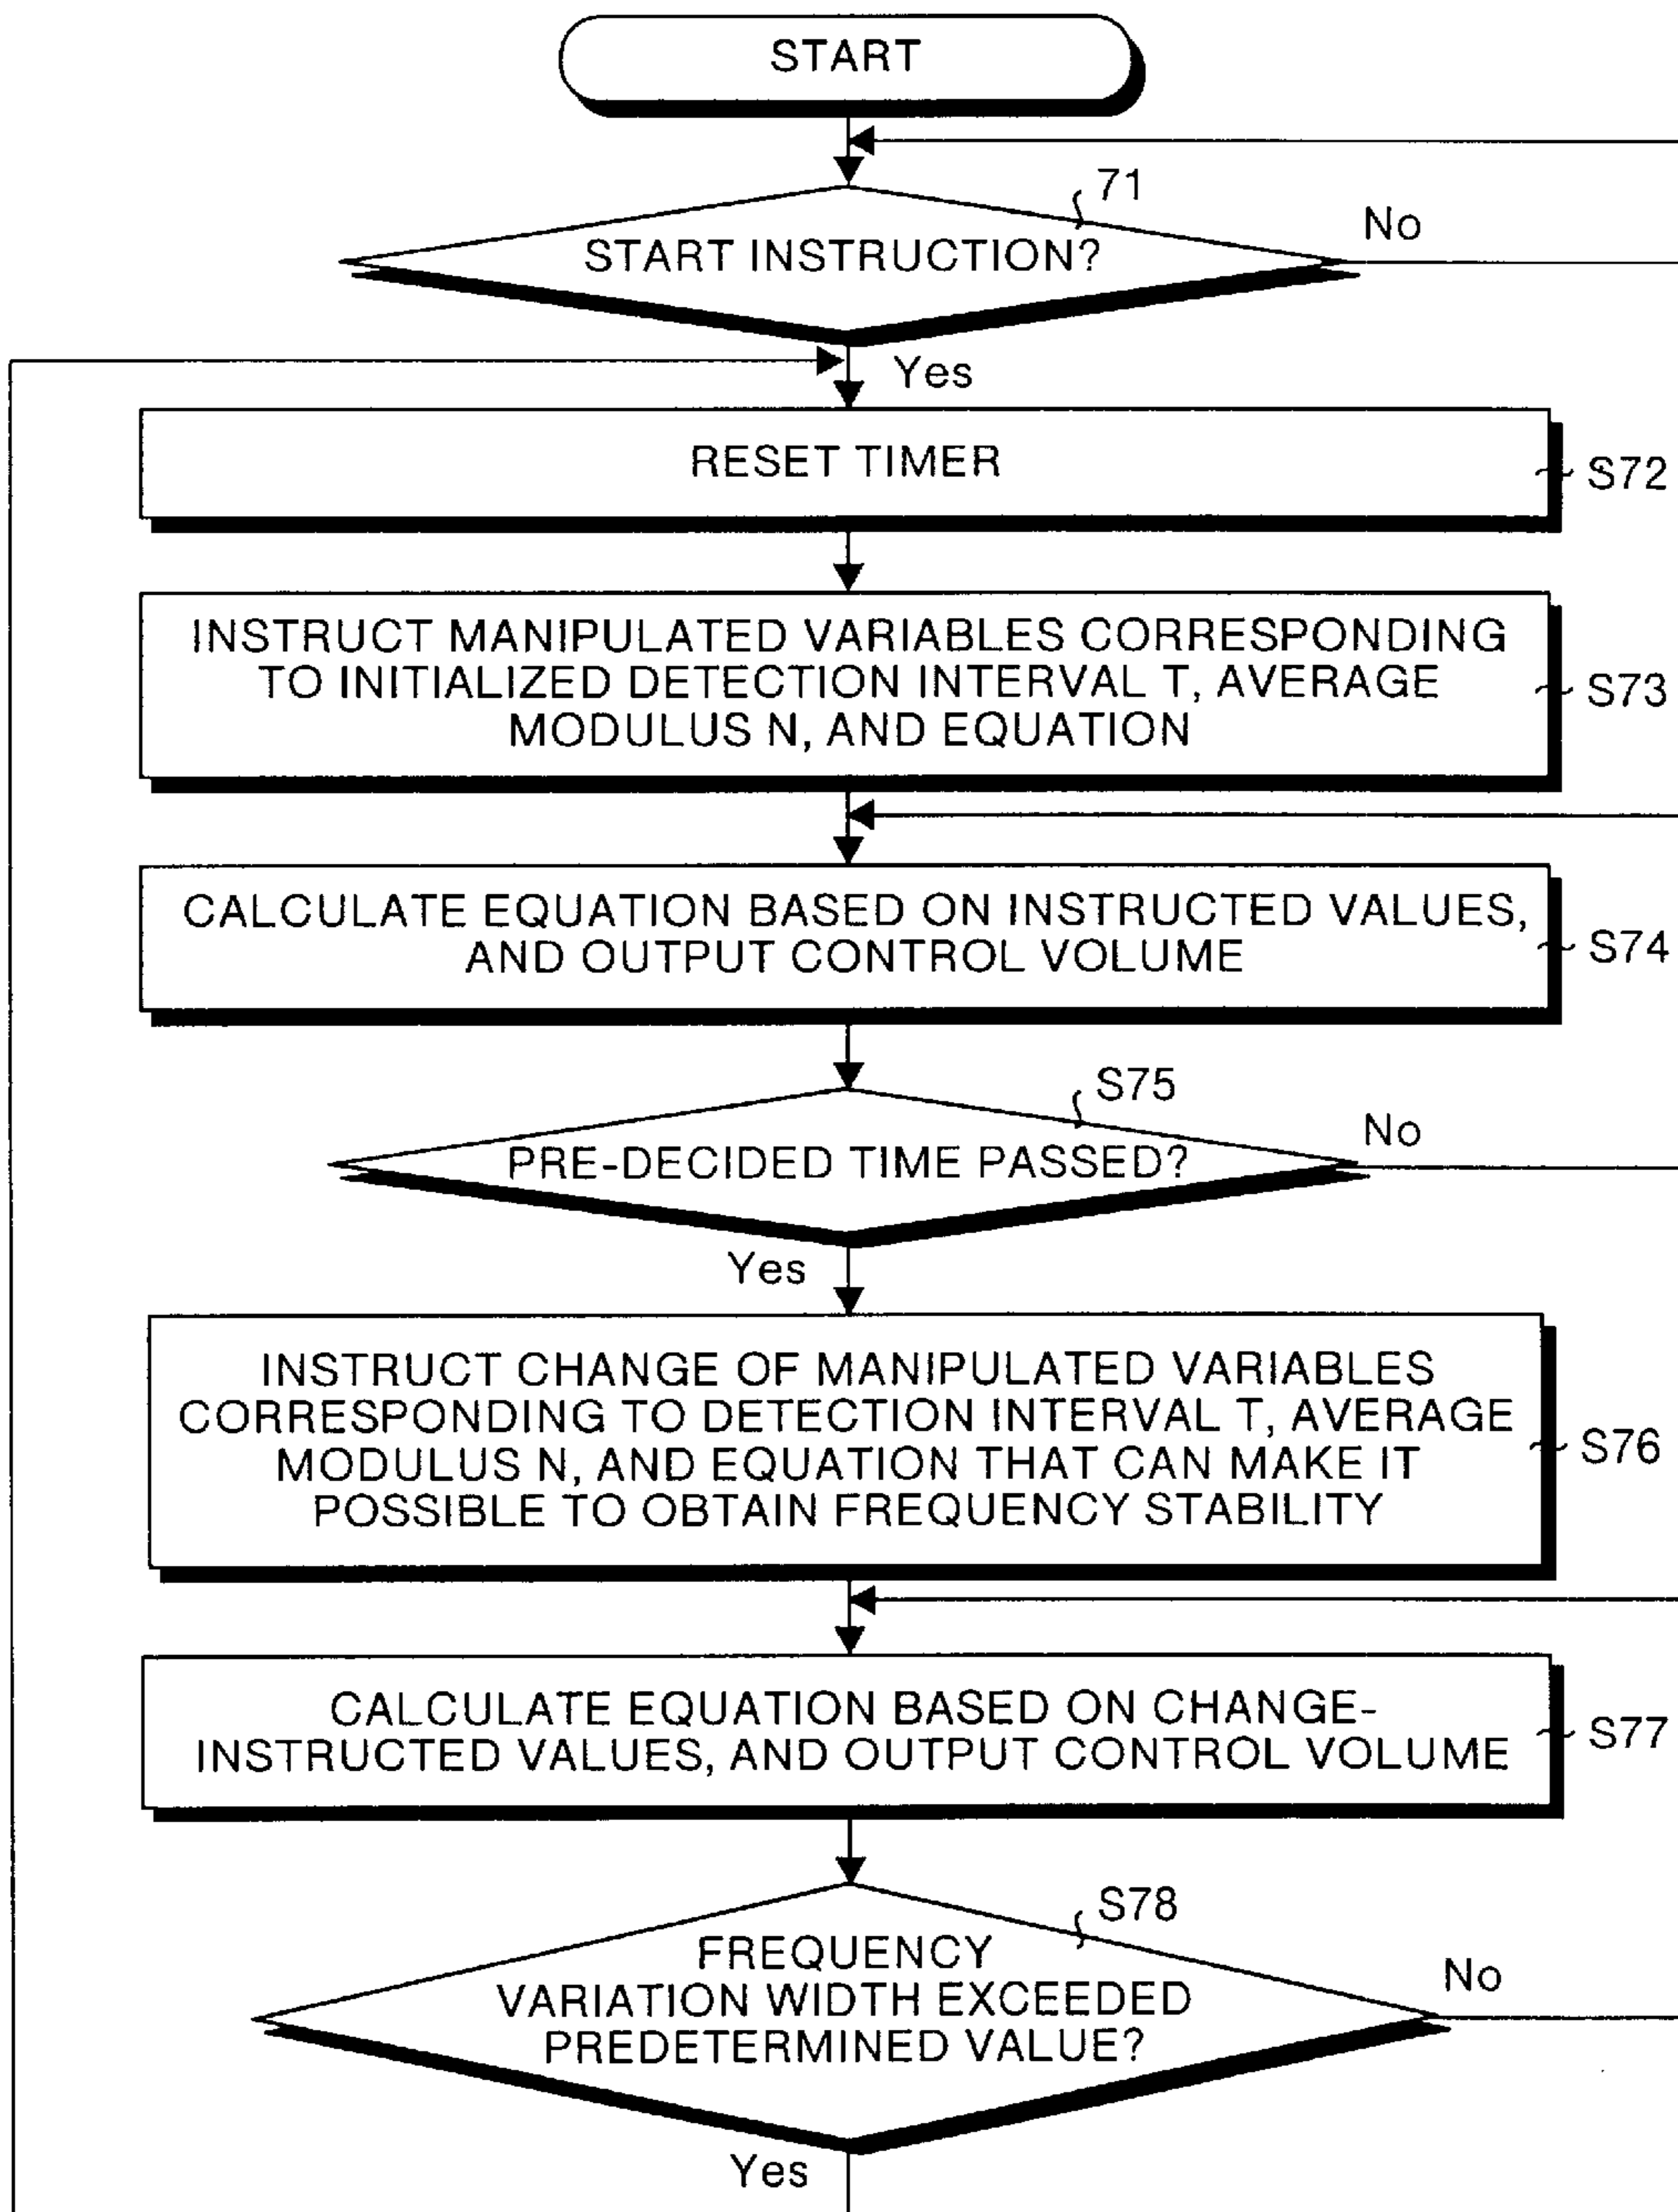 START
71
No
START INSTRUCTION?
Yes
RESET TIMER
S72
INSTRUCT MANIPULATED VARIABLES CORRESPONDING
TO INITIALIZED DETECTION INTERVAL T, AVERAGE
MODULUS N, AND EQUATION
S73
CALCULATE EQUATION BASED ON INSTRUCTED VALUES,
AND OUTPUT CONTROL VOLUME
S74
S75
No
PRE-DECIDED TIME PASSED?
Yes
INSTRUCT CHANGE OF MANIPULATED VARIABLES
CORRESPONDING TO DETECTION INTERVAL T, AVERAGE
MODULUS N, AND EQUATION THAT CAN MAKE IT
POSSIBLE TO OBTAIN FREQUENCY STABILITY
S76
CALCULATE EQUATION BASED ON CHANGE-
INSTRUCTED VALUES, AND OUTPUT CONTROL VOLUME
S77
S78
FREQUENCY
VARIATION WIDTH EXCEEDED
PREDETERMINED VALUE?
No
Yes